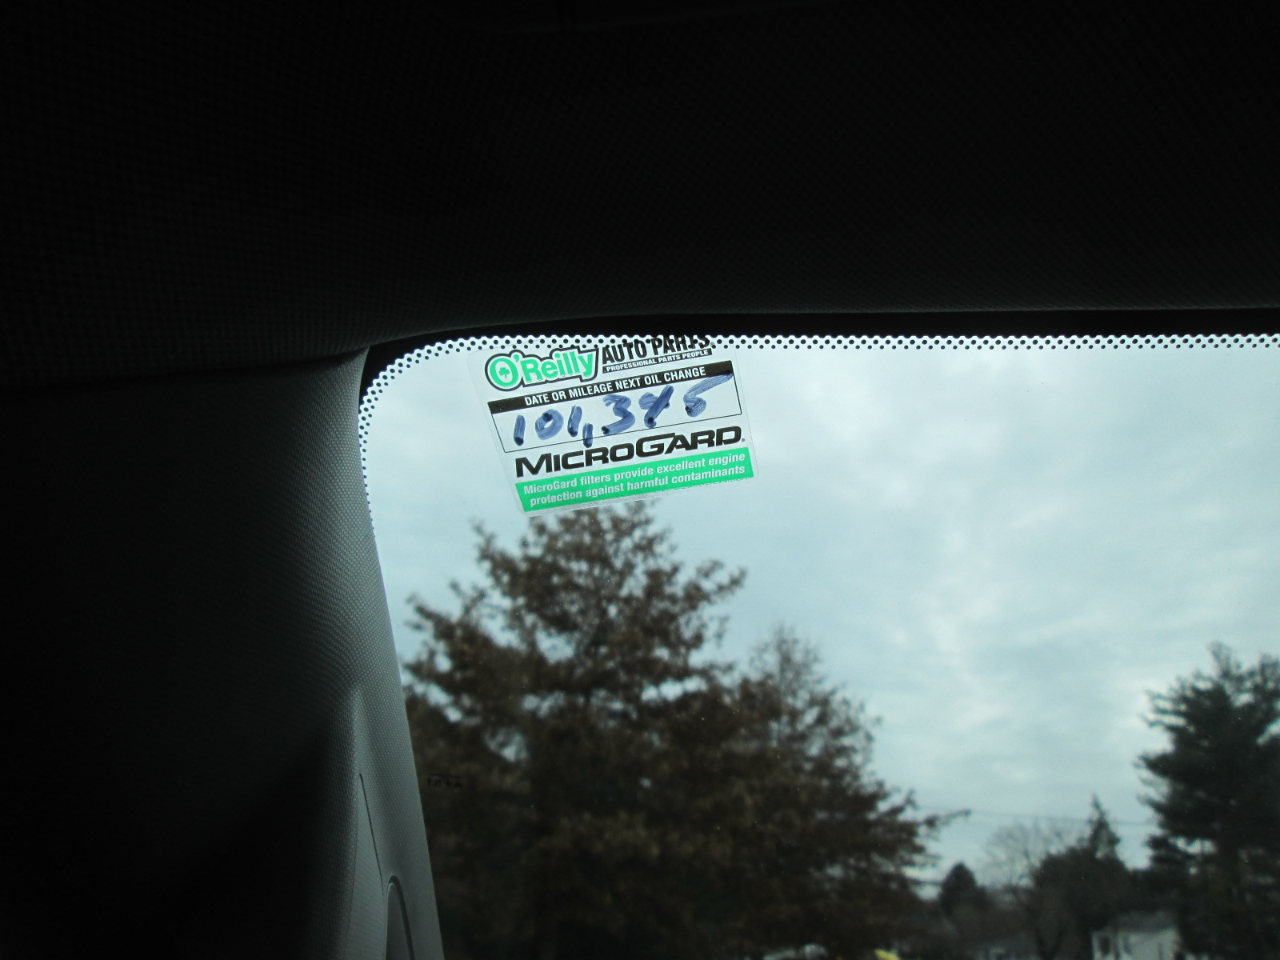 O'Reilly AUTO PARTS
PROFESSIONAL PARTS PEOPLE
DATE OR MILEAGE NEXT OIL CHANGE
101,345
MICROGARD®
MicroGard filters provide excellent engine
protection against harmful contaminants